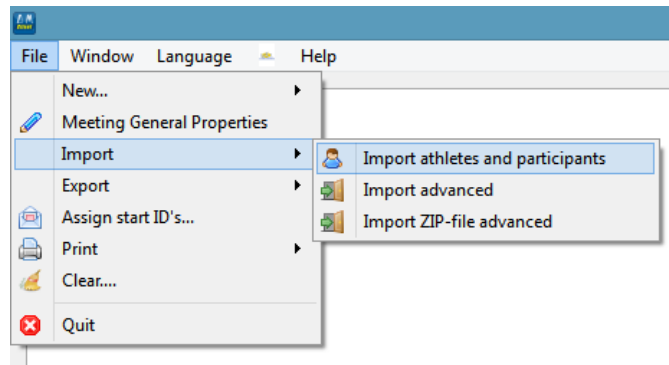 File Window Language Help
New...
Meeting General Properties
Import
Import athletes and participants
Export
Import advanced
Assign start ID's...
Import ZIP-file advanced
Print
Clear....
Quit